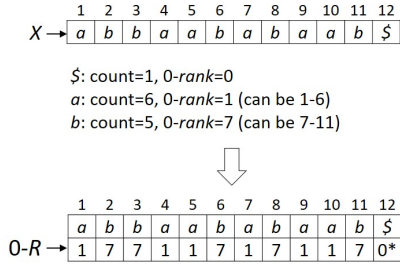 1 2 3 4 5 6 7 8 9 10 11 12
X a b b a a b a b a a b $
$: count=1, 0-rank=0
a: count=6, 0-rank=1 (can be 1-6)
b: count=5, 0-rank=7 (can be 7-11)
1 2 3 4 5 6 7 8 9 10 11 12
a b b a a b a b a a b $
0-R 1 7 7 1 1 7 1 7 1 1 7 0*